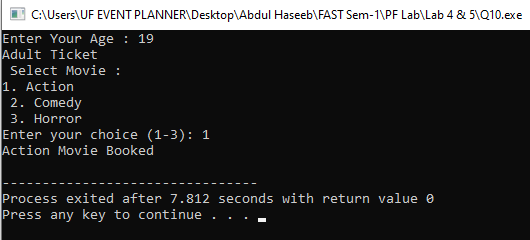 C:\Users\UF EVENT PLANNER\Desktop\Abdul Haseeb\FAST Sem-1\PF Lab\Lab 4 & 5\Q10.exe
Enter Your Age : 19
Adult Ticket
 Select Movie :
1. Action
 2. Comedy
 3. Horror
Enter your choice (1-3): 1
Action Movie Booked

--------------------------------
Process exited after 7.812 seconds with return value 0
Press any key to continue . . .